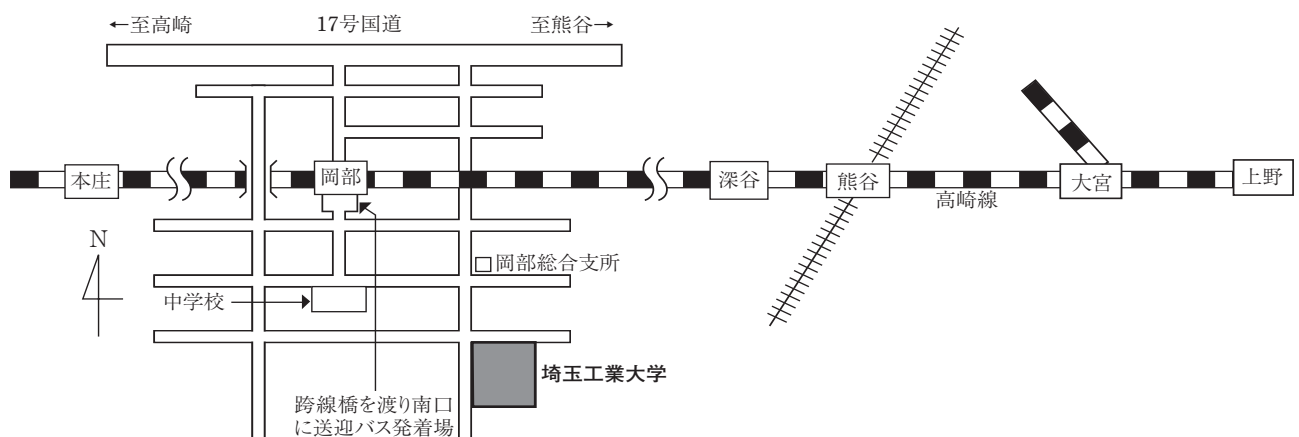 ←至高崎
17号国道
至熊谷→
本庄
岡部
深谷
熊谷
大宮
上野
高崎線
N
岡部総合支所
中学校
埼玉工業大学
跨線橋を渡り南口
に送迎バス発着場